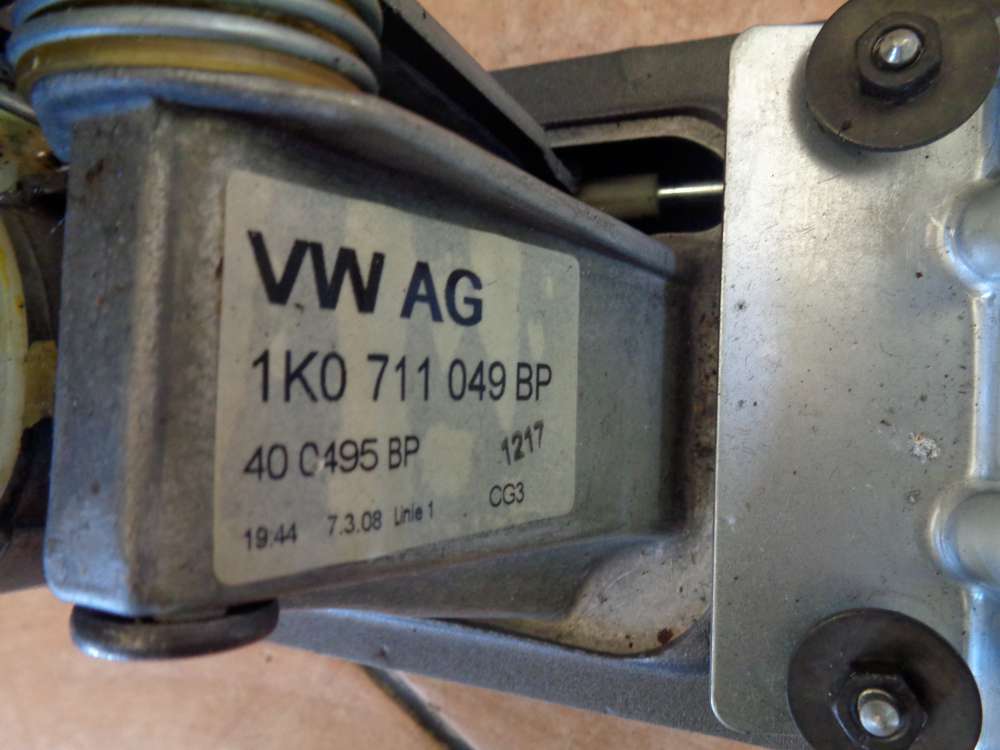 VW AG
1K0 711 049 BP
40 0495 BP 1217
19:44 7.3.08 Linie 1 CG3